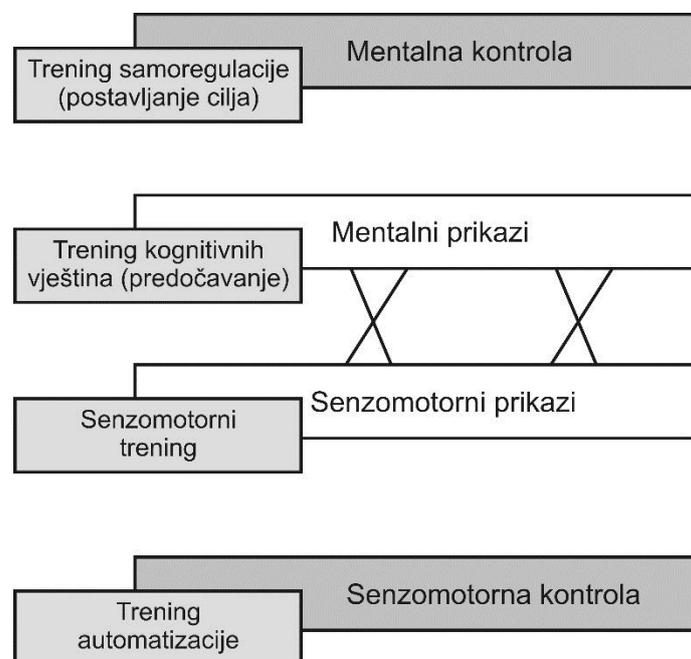 Mentalna kontrola
Trening samoregulacije
(postavljanje cilja)
Mentalni prikazi
Trening kognitivnih
vještina (predočavanje)
Senzomotorni prikazi
Senzomotorni
trening
Senzomotorna kontrola
Trening
automatizacije